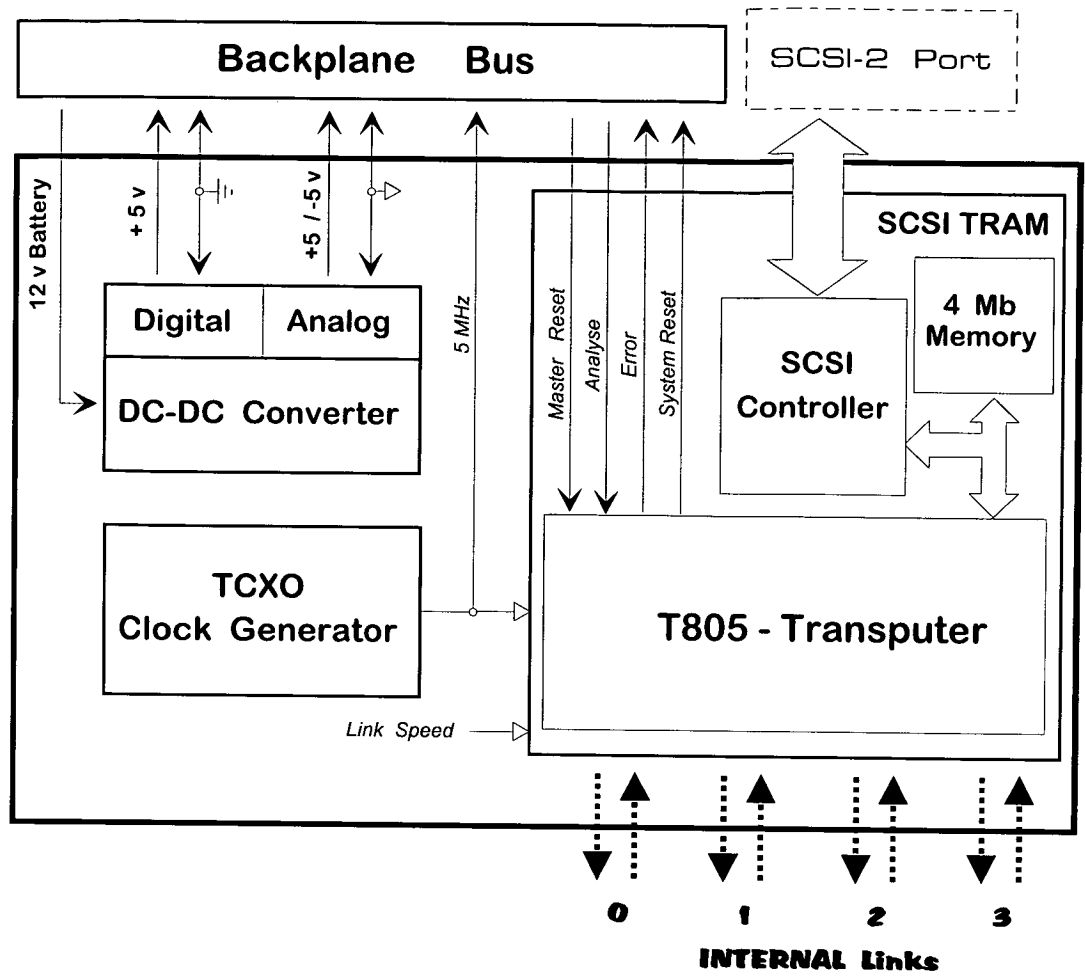 Backplane Bus
SCSI-2 Port
12 v Battery
+ 5 v
+5 / -5 v
5 MHz
Master Reset
Analyse
Error
System Reset
SCSI TRAM
4 Mb
Memory
SCSI
Controller
Digital
Analog
DC-DC Converter
TCXO
Clock Generator
T805 - Transputer
Link Speed
0
1
2
3
INTERNAL Links